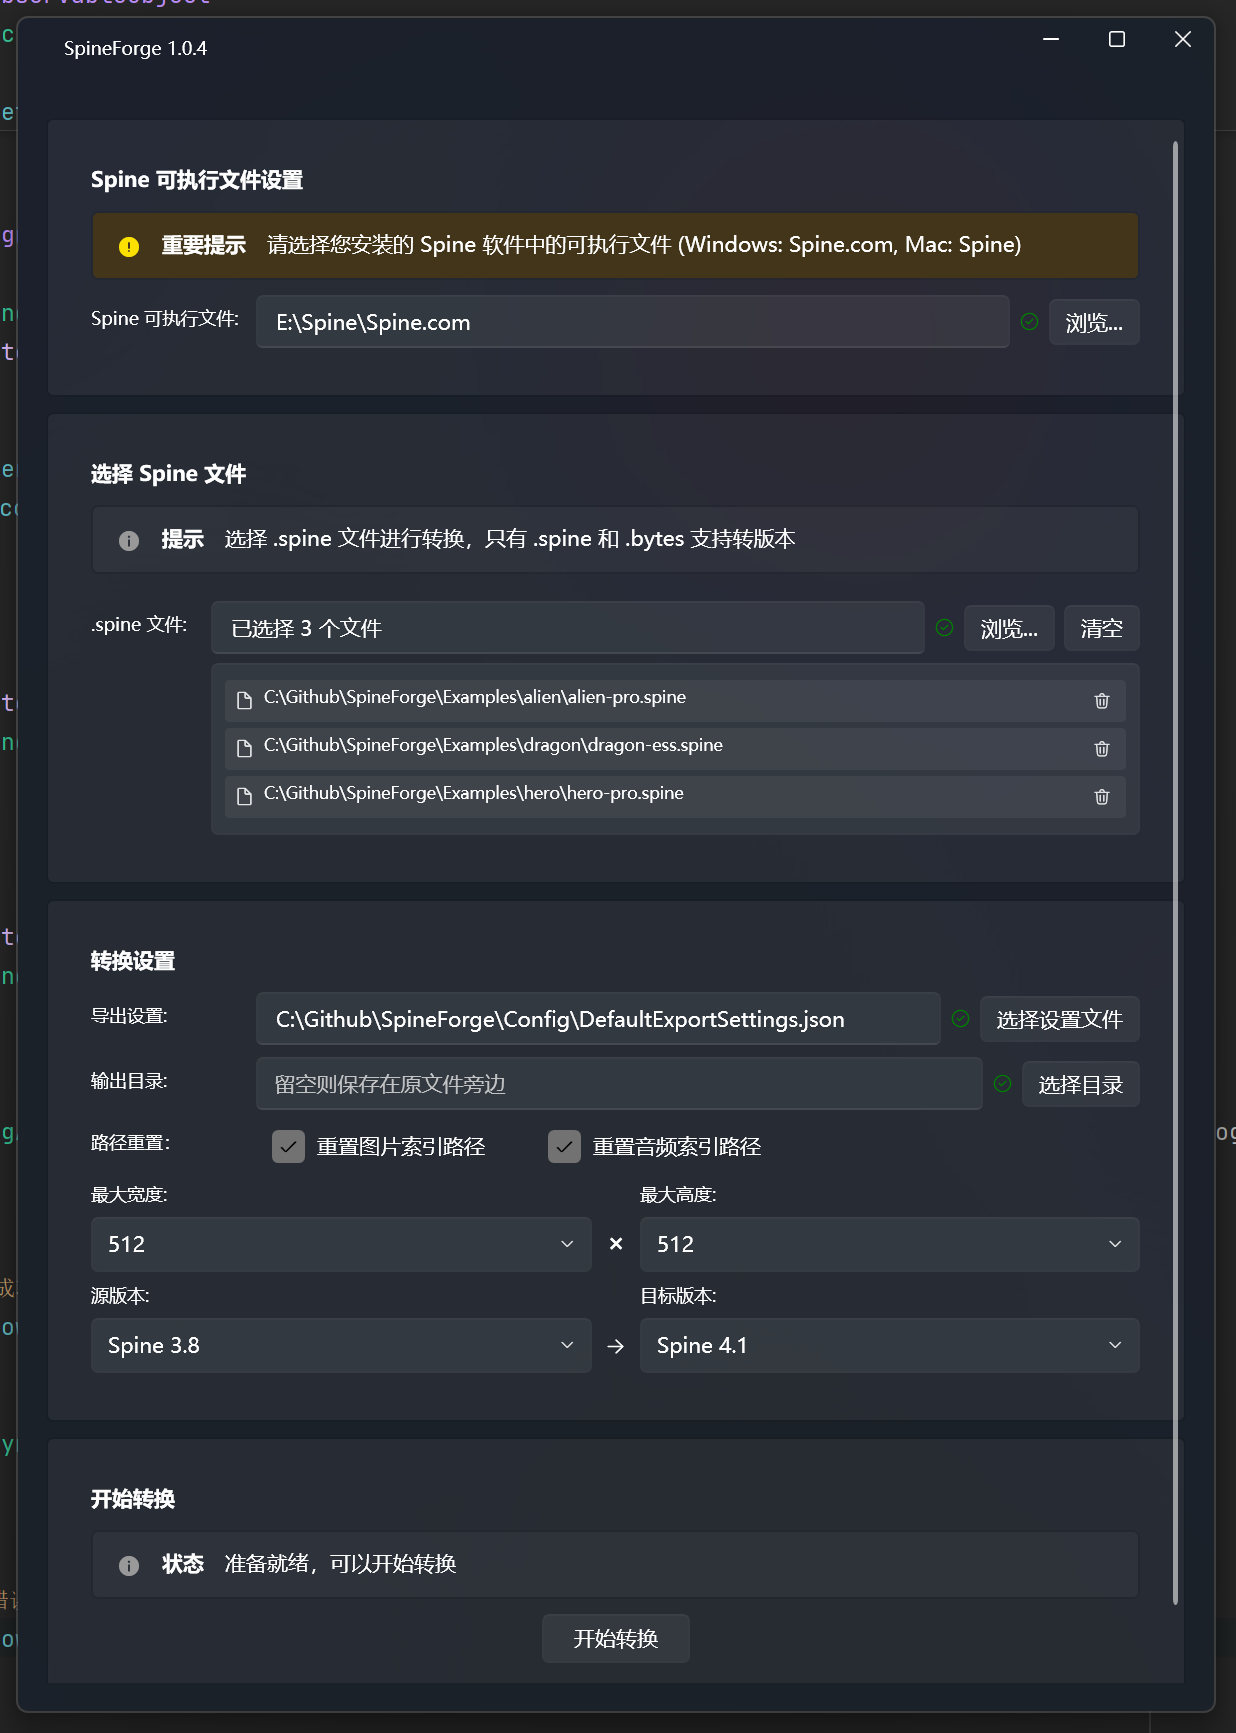 SpineForge 1.0.4
Spine 可执行文件设置
重要提示 请选择您安装的 Spine 软件中的可执行文件 (Windows: Spine.com, Mac: Spine)
Spine 可执行文件: E:\Spine\Spine.com 浏览...
选择 Spine 文件
提示 选择 .spine 文件进行转换，只有 .spine 和 .bytes 支持转版本
.spine 文件: 已选择 3 个文件 浏览... 清空
C:\Github\SpineForge\Examples\alien\alien-pro.spine
C:\Github\SpineForge\Examples\dragon\dragon-ess.spine
C:\Github\SpineForge\Examples\hero\hero-pro.spine
转换设置
导出设置: C:\Github\SpineForge\Config\DefaultExportSettings.json 选择设置文件
输出目录: 留空则保存在原文件旁边 选择目录
路径重置: 重置图片索引路径 重置音频索引路径
最大宽度: 最大高度:
512 × 512
源版本: 目标版本:
Spine 3.8 → Spine 4.1
开始转换
状态 准备就绪，可以开始转换
开始转换